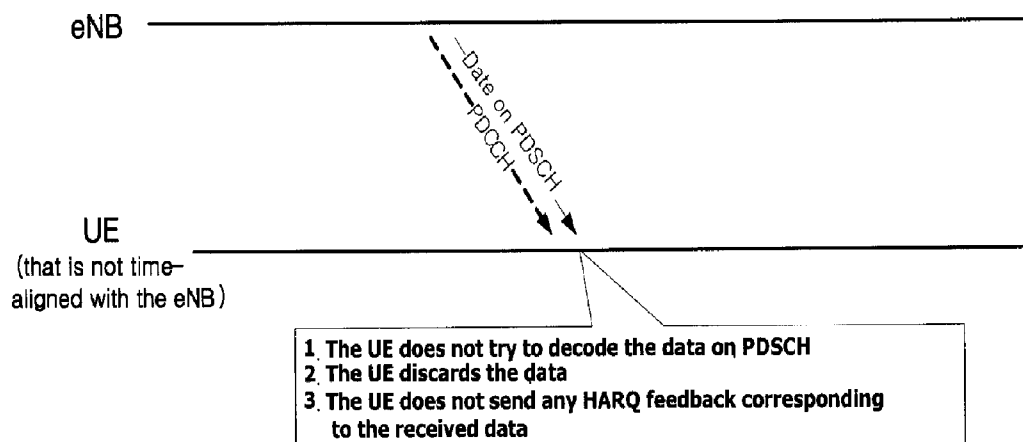 eNB
Date on PDSCH
PDCCH
UE
(that is not time-
aligned with the eNB)
1. The UE does not try to decode the data on PDSCH
2. The UE discards the data
3. The UE does not send any HARQ feedback corresponding
to the received data